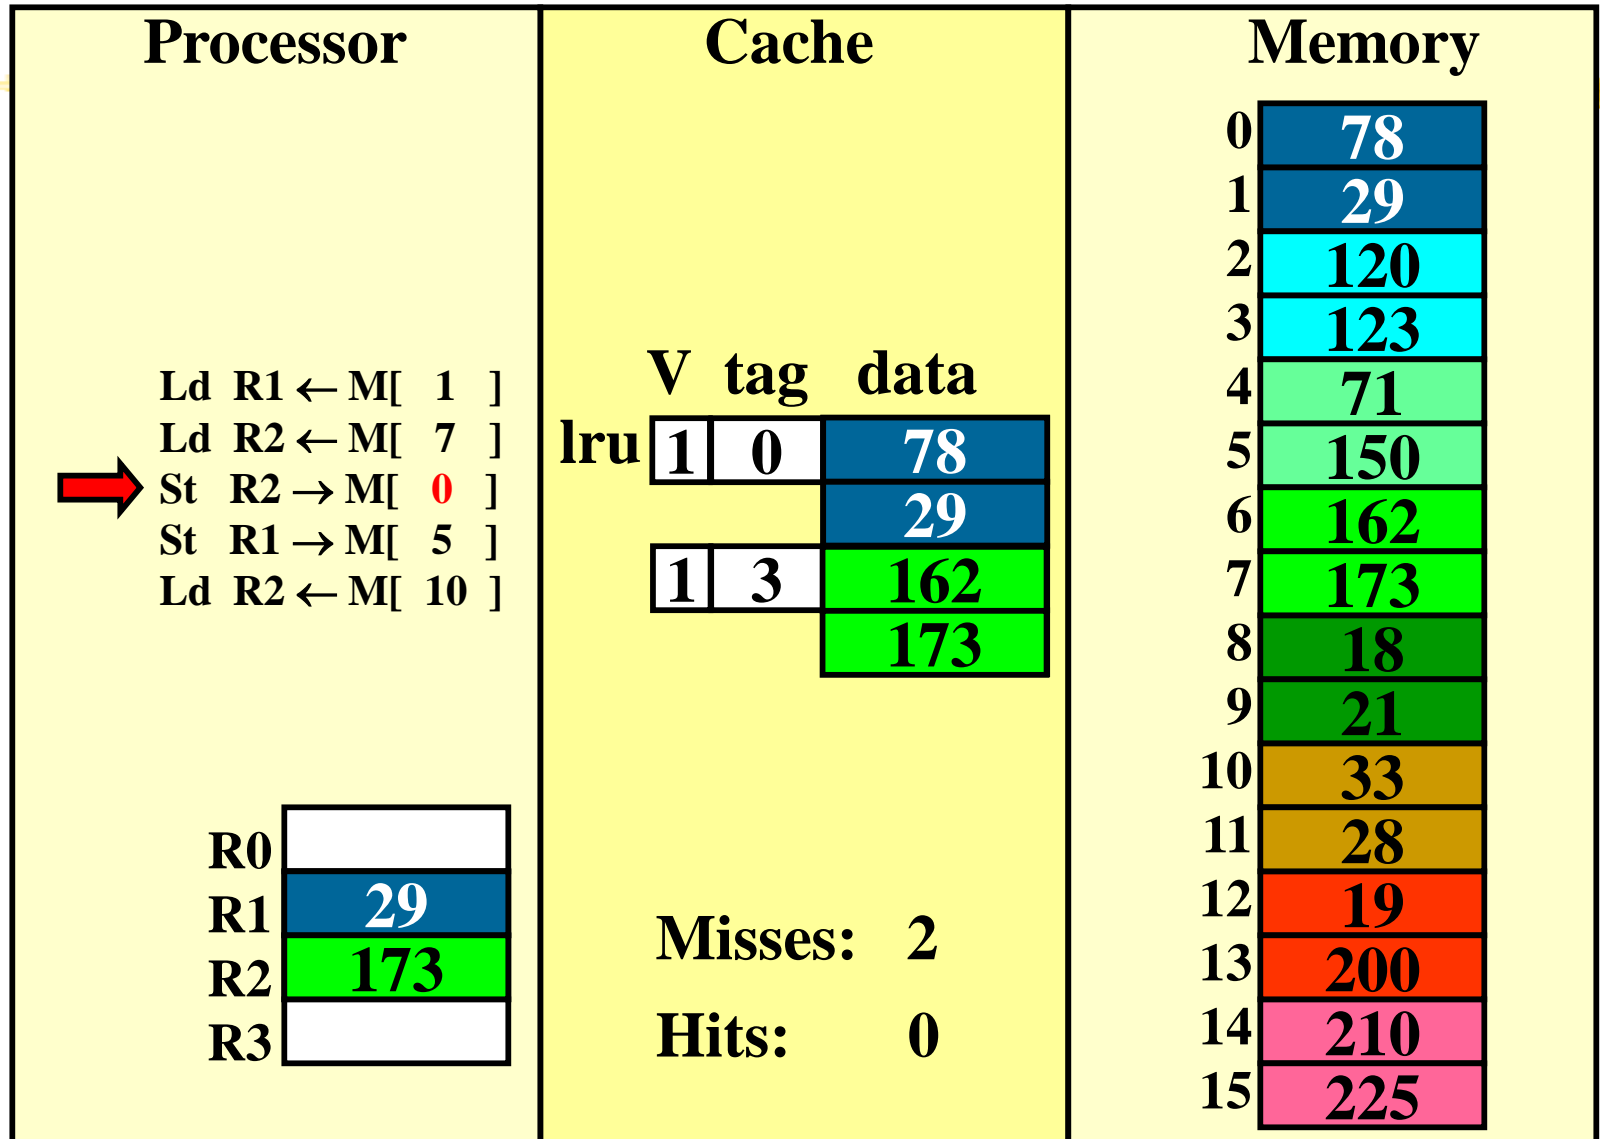 Processor
Ld R1 ← M[ 1 ]
Ld R2 ← M[ 7 ]
St R2 → M[ 0 ]
St R1 → M[ 5 ]
Ld R2 ← M[ 10 ]
R0
R1 29
R2 173
R3
Cache
V tag data
lru 1 0 78
29
1 3 162
173
Misses: 2
Hits: 0
Memory
0 78
1 29
2 120
3 123
4 71
5 150
6 162
7 173
8 18
9 21
10 33
11 28
12 19
13 200
14 210
15 225